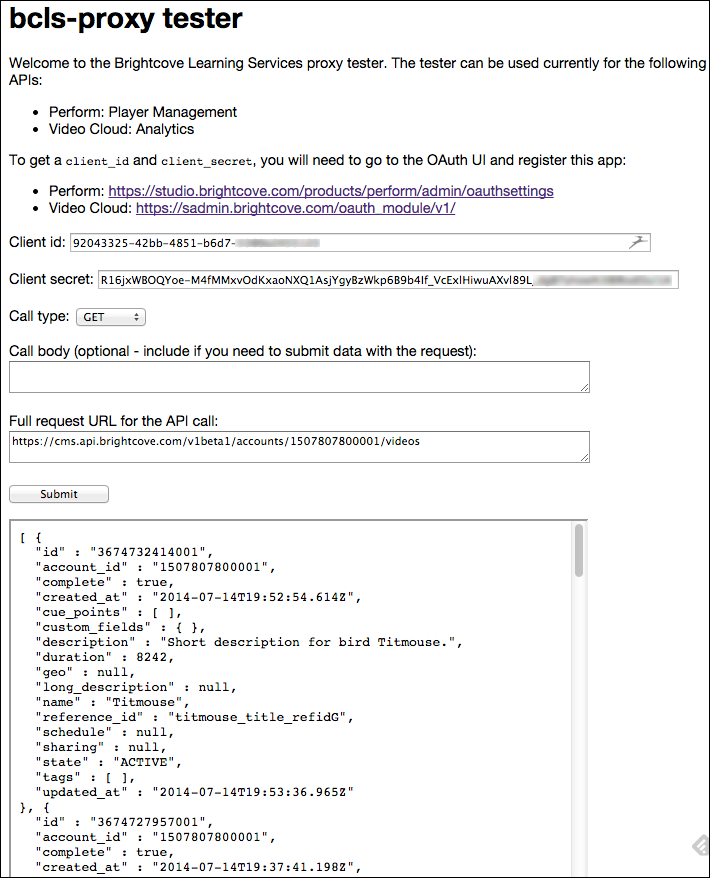 bcls-proxy tester
Welcome to the Brightcove Learning Services proxy tester. The tester can be used currently for the following
APIs:
• Perform: Player Management
• Video Cloud: Analytics
To get a client_id and client_secret, you will need to go to the OAuth UI and register this app:
• Perform: https://studio.brightcove.com/products/perform/admin/oauthsettings
• Video Cloud: https://sadmin.brightcove.com/oauth_module/v1/
Client id: 92043325-42bb-4851-b6d7-
Client secret: R16jxWBOQYoe-M4fMMxvOdKxaoNXQ1AsjYgyBzWkp6B9b4If_VcExlHiwuAXvl89L_
Call type: GET
Call body (optional - include if you need to submit data with the request):
Full request URL for the API call:
https://cms.api.brightcove.com/v1beta1/accounts/1507807800001/videos
Submit
[ {
"id" : "3674732414001",
"account_id" : "1507807800001",
"complete" : true,
"created_at" : "2014-07-14T19:52:54.614Z",
"cue_points" : [ ],
"custom_fields" : { },
"description" : "Short description for bird Titmouse.",
"duration" : 8242,
"geo" : null,
"long_description" : null,
"name" : "Titmouse",
"reference_id" : "titmouse_title_refidG",
"schedule" : null,
"sharing" : null,
"state" : "ACTIVE",
"tags" : [ ],
"updated_at" : "2014-07-14T19:53:36.965Z"
}, {
"id" : "3674727957001",
"account_id" : "1507807800001",
"complete" : true,
"created_at" : "2014-07-14T19:37:41.198Z",